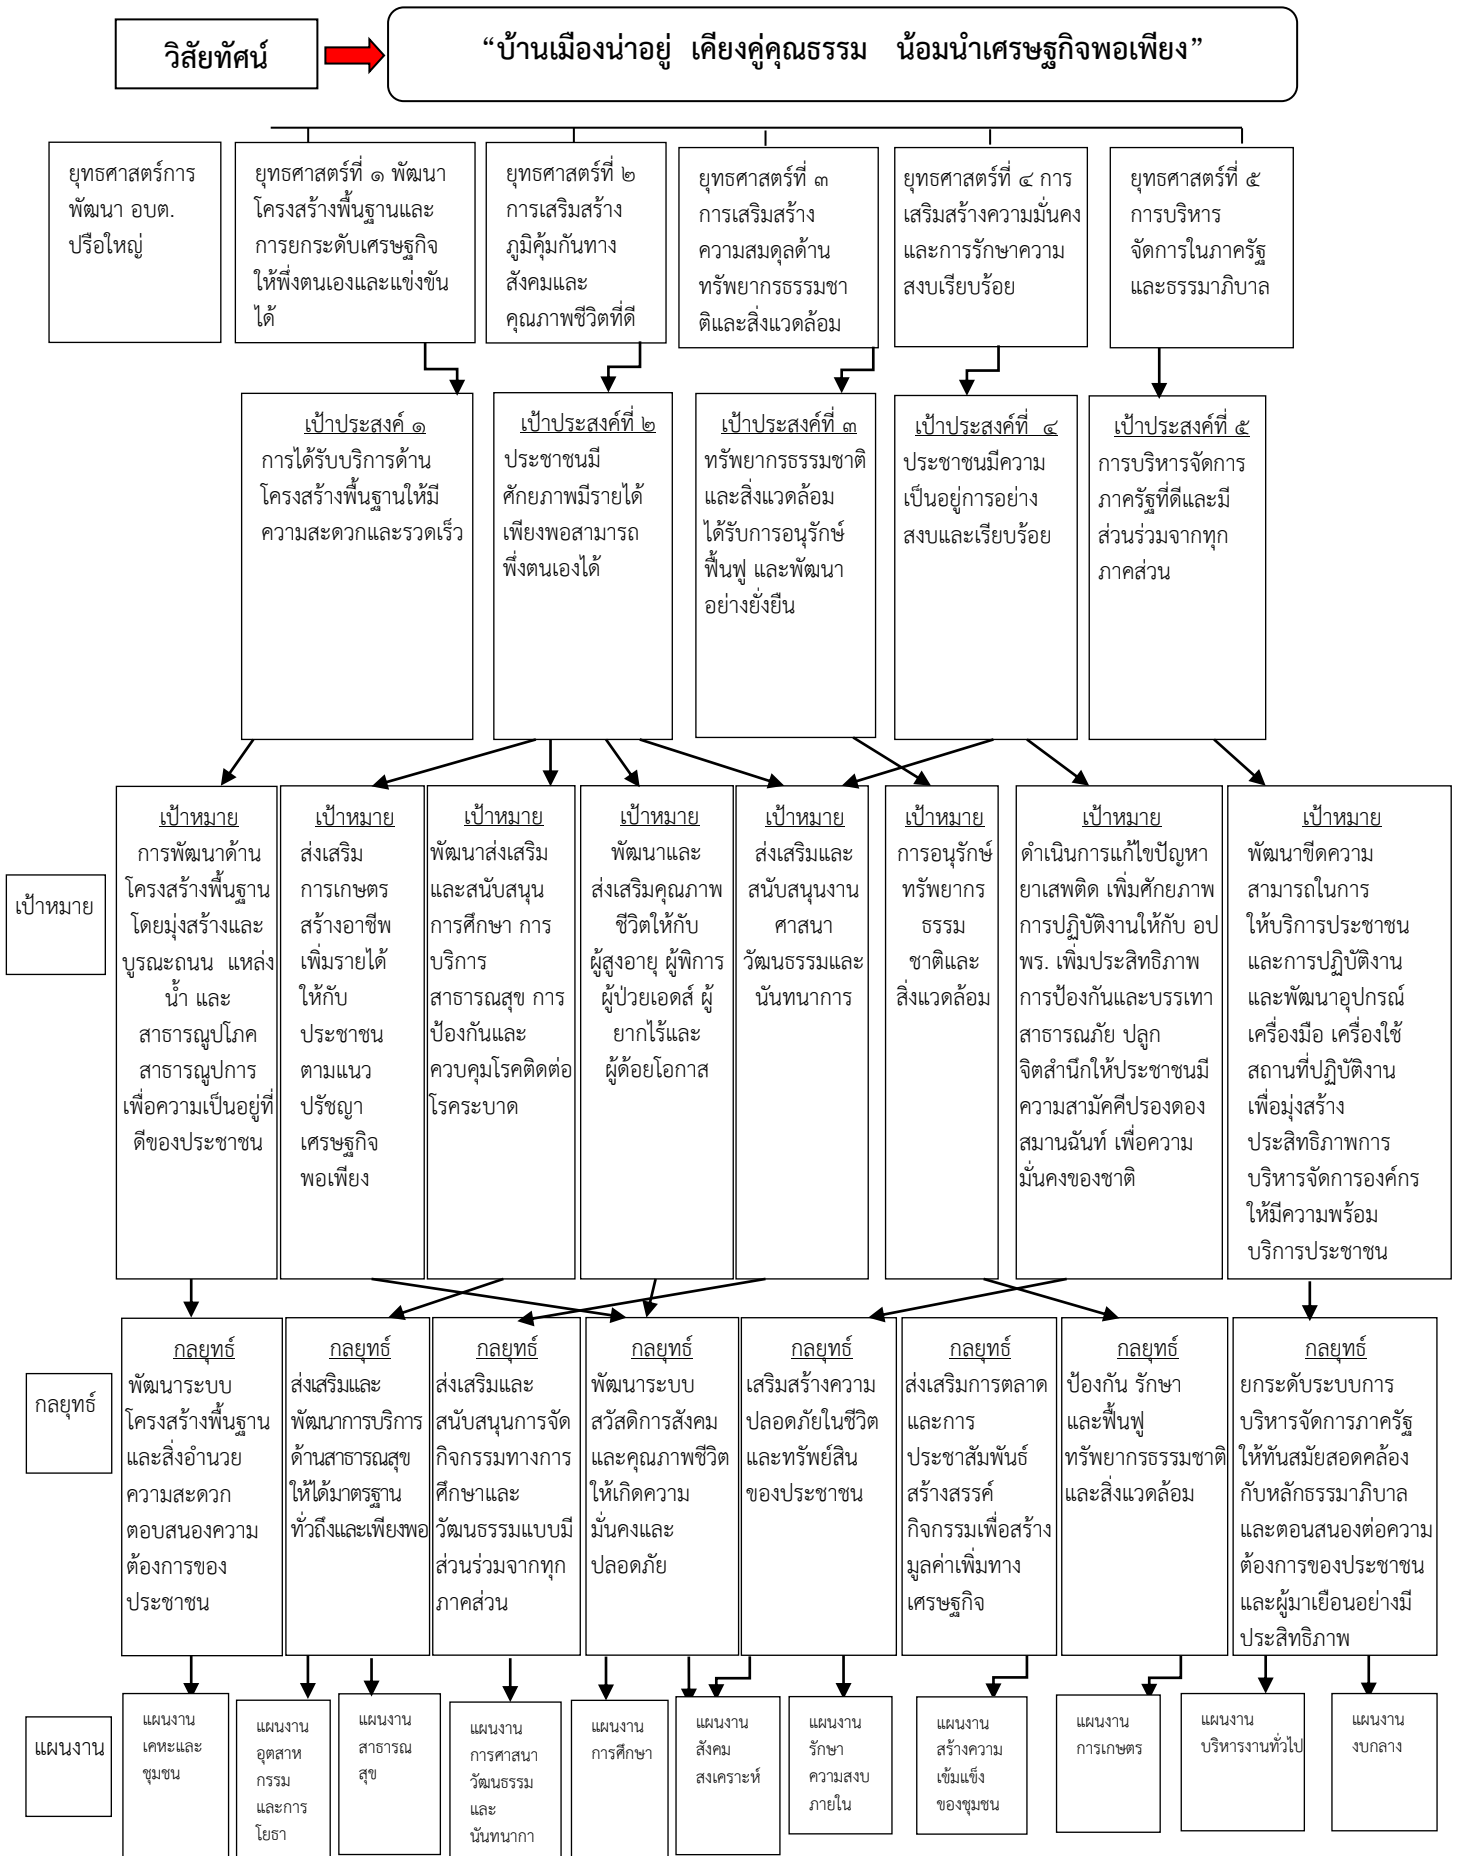 วิสัยทัศน์
“บ้านเมืองน่าอยู่ เคียงคู่คุณธรรม น้อมนำเศรษฐกิจพอเพียง”
ยุทธศาสตร์การ
พัฒนา อบต.
ปรือใหญ่
ยุทธศาสตร์ที่ ๑ พัฒนา
โครงสร้างพื้นฐานและ
การยกระดับเศรษฐกิจ
ให้พึ่งตนเองและแข่งขัน
ได้
ยุทธศาสตร์ที่ ๒
การเสริมสร้าง
ภูมิคุ้มกันทาง
สังคมและ
คุณภาพชีวิตที่ดี
ยุทธศาสตร์ที่ ๓
การเสริมสร้าง
ความสมดุลด้าน
ทรัพยากรธรรมชา
ติและสิ่งแวดล้อม
ยุทธศาสตร์ที่ ๔ การ
เสริมสร้างความมั่นคง
และการรักษาความ
สงบเรียบร้อย
ยุทธศาสตร์ที่ ๕
การบริหาร
จัดการในภาครัฐ
และธรรมาภิบาล
เป้าประสงค์ ๑
การได้รับบริการด้าน
โครงสร้างพื้นฐานให้มี
ความสะดวกและรวดเร็ว
เป้าประสงค์ที่ ๒
ประชาชนมี
ศักยภาพมีรายได้
เพียงพอสามารถ
พึ่งตนเองได้
เป้าประสงค์ที่ ๓
ทรัพยากรธรรมชาติ
และสิ่งแวดล้อม
ได้รับการอนุรักษ์
ฟื้นฟู และพัฒนา
อย่างยั่งยืน
เป้าประสงค์ที่ ๔
ประชาชนมีความ
เป็นอยู่การอย่าง
สงบและเรียบร้อย
เป้าประสงค์ที่ ๕
การบริหารจัดการ
ภาครัฐที่ดีและมี
ส่วนร่วมจากทุก
ภาคส่วน
เป้าหมาย
เป้าหมาย
การพัฒนาด้าน
โครงสร้างพื้นฐาน
โดยมุ่งสร้างและ
บูรณะถนน แหล่ง
น้ำ และ
สาธารณูปโภค
สาธารณูปการ
เพื่อความเป็นอยู่ที่
ดีของประชาชน
เป้าหมาย
ส่งเสริม
การเกษตร
สร้างอาชีพ
เพิ่มรายได้
ให้กับ
ประชาชน
ตามแนว
ปรัชญา
เศรษฐกิจ
พอเพียง
เป้าหมาย
พัฒนาส่งเสริม
และสนับสนุน
การศึกษา การ
บริการ
สาธารณสุข การ
ป้องกันและ
ควบคุมโรคติดต่อ
โรคระบาด
เป้าหมาย
พัฒนาและ
ส่งเสริมคุณภาพ
ชีวิตให้กับ
ผู้สูงอายุ ผู้พิการ
ผู้ป่วยเอดส์ ผู้
ยากไร้และ
ผู้ด้อยโอกาส
เป้าหมาย
ส่งเสริมและ
สนับสนุนงาน
ศาสนา
วัฒนธรรมและ
นันทนาการ
เป้าหมาย
การอนุรักษ์
ทรัพยากร
ธรรม
ชาติและ
สิ่งแวดล้อม
เป้าหมาย
ดำเนินการแก้ไขปัญหา
ยาเสพติด เพิ่มศักยภาพ
การปฏิบัติงานให้กับ อป
พร. เพิ่มประสิทธิภาพ
การป้องกันและบรรเทา
สาธารณภัย ปลูก
จิตสำนึกให้ประชาชนมี
ความสามัคคีปรองดอง
สมานฉันท์ เพื่อความ
มั่นคงของชาติ
เป้าหมาย
พัฒนาขีดความ
สามารถในการ
ให้บริการประชาชน
และการปฏิบัติงาน
และพัฒนาอุปกรณ์
เครื่องมือ เครื่องใช้
สถานที่ปฏิบัติงาน
เพื่อมุ่งสร้าง
ประสิทธิภาพการ
บริหารจัดการองค์กร
ให้มีความพร้อม
บริการประชาชน
กลยุทธ์
กลยุทธ์
พัฒนาระบบ
โครงสร้างพื้นฐาน
และสิ่งอำนวย
ความสะดวก
ตอบสนองความ
ต้องการของ
ประชาชน
กลยุทธ์
ส่งเสริมและ
พัฒนาการบริการ
ด้านสาธารณสุข
ให้ได้มาตรฐาน
ทั่วถึงและเพียงพอ
กลยุทธ์
ส่งเสริมและ
สนับสนุนการจัด
กิจกรรมทางการ
ศึกษาและ
วัฒนธรรมแบบมี
ส่วนร่วมจากทุก
ภาคส่วน
กลยุทธ์
พัฒนาระบบ
สวัสดิการสังคม
และคุณภาพชีวิต
ให้เกิดความ
มั่นคงและ
ปลอดภัย
กลยุทธ์
เสริมสร้างความ
ปลอดภัยในชีวิต
และทรัพย์สิน
ของประชาชน
กลยุทธ์
ส่งเสริมการตลาด
และการ
ประชาสัมพันธ์
สร้างสรรค์
กิจกรรมเพื่อสร้าง
มูลค่าเพิ่มทาง
เศรษฐกิจ
กลยุทธ์
ป้องกัน รักษา
และฟื้นฟู
ทรัพยากรธรรมชาติ
และสิ่งแวดล้อม
กลยุทธ์
ยกระดับระบบการ
บริหารจัดการภาครัฐ
ให้ทันสมัยสอดคล้อง
กับหลักธรรมาภิบาล
และตอนสนองต่อความ
ต้องการของประชาชน
และผู้มาเยือนอย่างมี
ประสิทธิภาพ
แผนงาน
แผนงาน
เคหะและ
ชุมชน
แผนงาน
อุตสาห
กรรม
และการ
โยธา
แผนงาน
สาธารณ
สุข
แผนงาน
การศาสนา
วัฒนธรรม
และ
นันทนากา
แผนงาน
การศึกษา
แผนงาน
สังคม
สงเคราะห์
แผนงาน
รักษา
ความสงบ
ภายใน
แผนงาน
สร้างความ
เข้มแข็ง
ของชุมชน
แผนงาน
การเกษตร
แผนงาน
บริหารงานทั่วไป
แผนงาน
งบกลาง